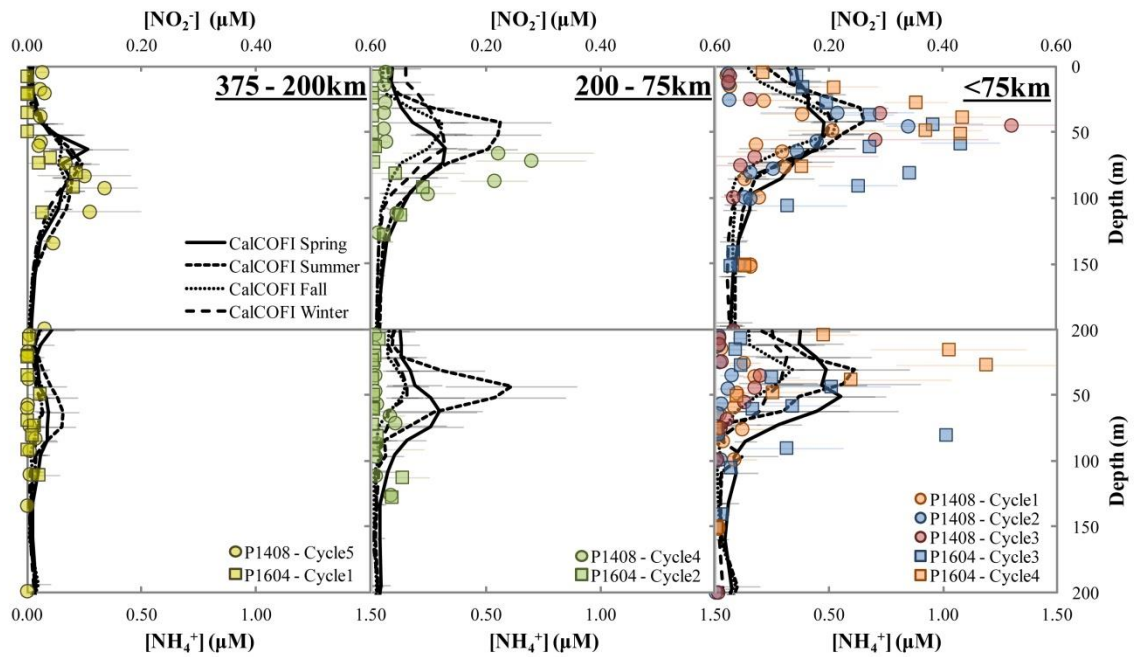 [NO₂⁻] (µM) [NO₂⁻] (µM) [NO₂⁻] (µM)
0.00 0.20 0.40 0.60 0.20 0.40 0.60 0.20 0.40 0.60
375 - 200km 200 - 75km <75km
0
50
100
150
200
Depth (m)
CalCOFI Spring
CalCOFI Summer
CalCOFI Fall
CalCOFI Winter
50
100
150
200
Depth (m)
P1408 - Cycle5
P1604 - Cycle1
P1408 - Cycle4
P1604 - Cycle2
P1408 - Cycle1
P1408 - Cycle2
P1408 - Cycle3
P1604 - Cycle3
P1604 - Cycle4
0.00 0.50 1.00 1.50 0.50 1.00 1.50 0.50 1.00 1.50
[NH₄⁺] (µM) [NH₄⁺] (µM) [NH₄⁺] (µM)